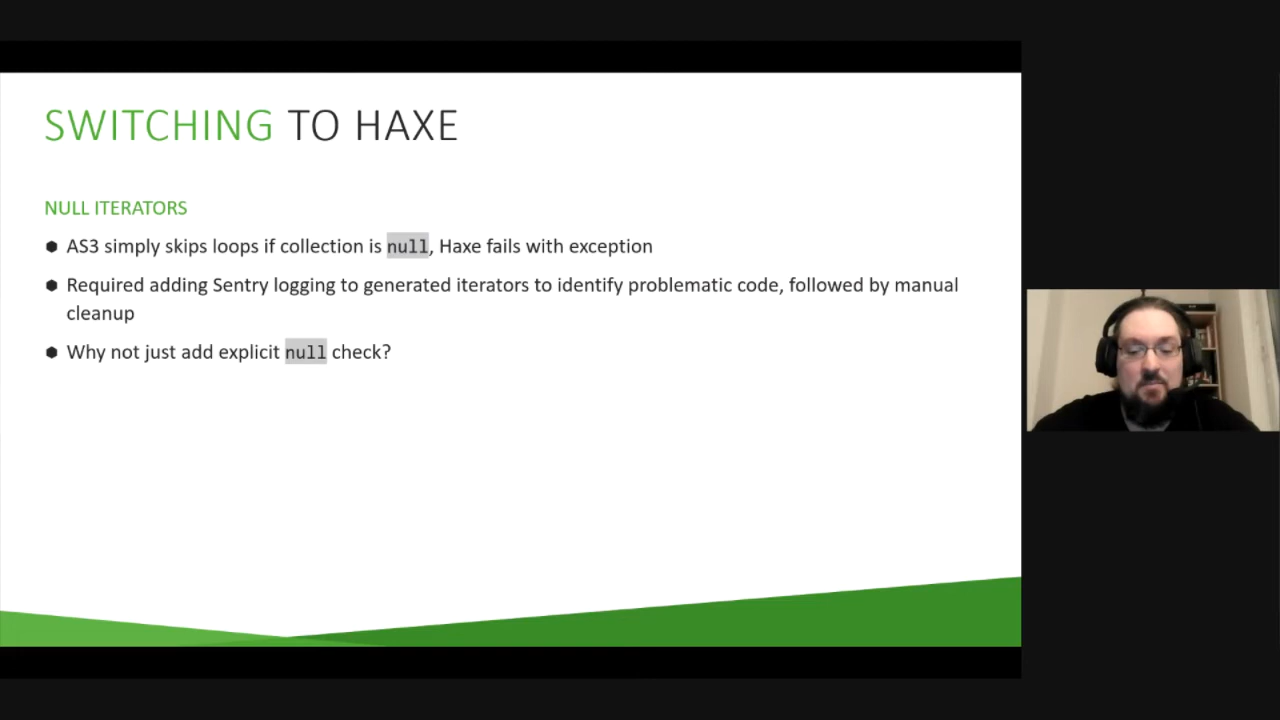 SWITCHING TO HAXE
NULL ITERATORS
AS3 simply skips loops if collection is null, Haxe fails with exception
Required adding Sentry logging to generated iterators to identify problematic code, followed by manual
cleanup
Why not just add explicit null check?